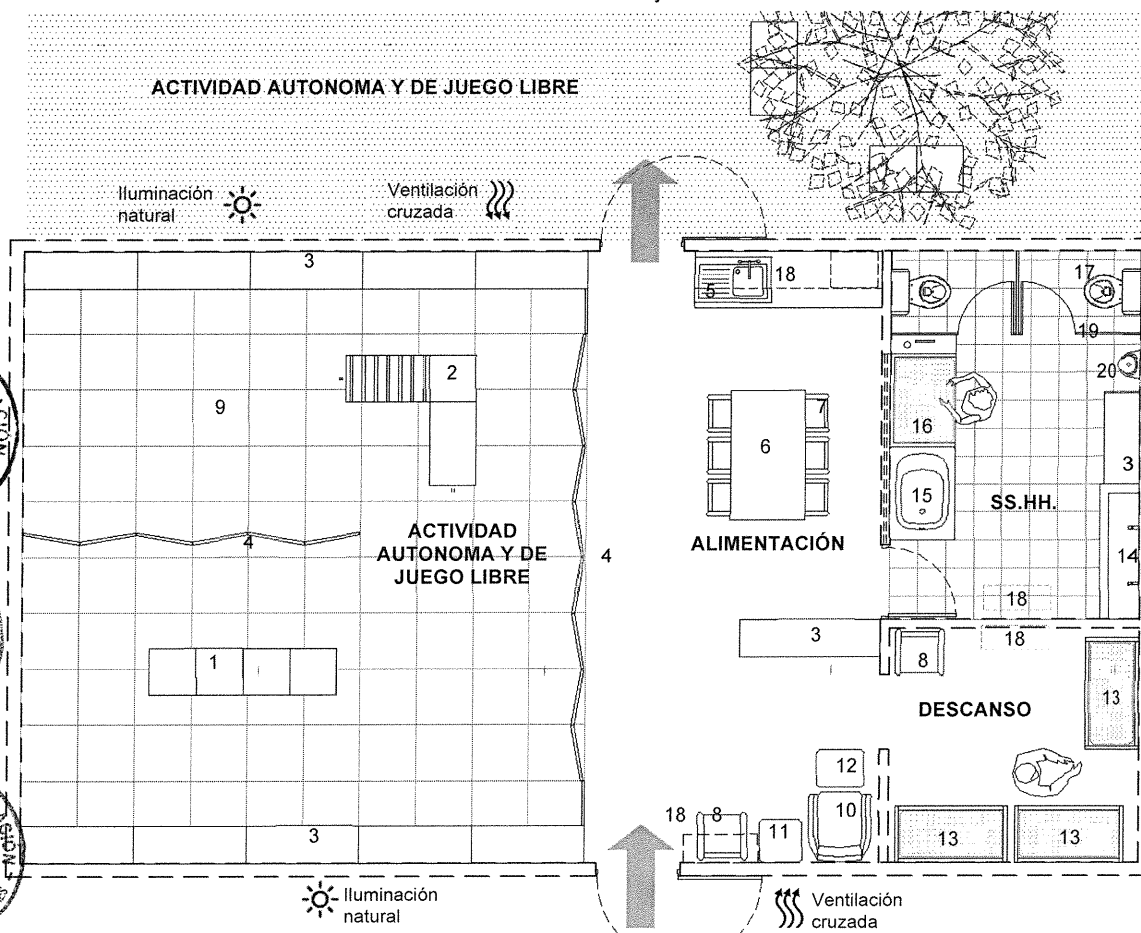 ACTIVIDAD AUTONOMA Y DE JUEGO LIBRE
Iluminación
natural
Ventilación
cruzada
3
5
18
17
19
20
2
9
7
6
16
15
3
SS.HH.
14
ACTIVIDAD
AUTONOMA Y DE
JUEGO LIBRE
4
4
ALIMENTACIÓN
18
18
3
8
1
13
DESCANSO
12
10
18
8
11
13
13
3
Iluminación
natural
Ventilación
cruzada